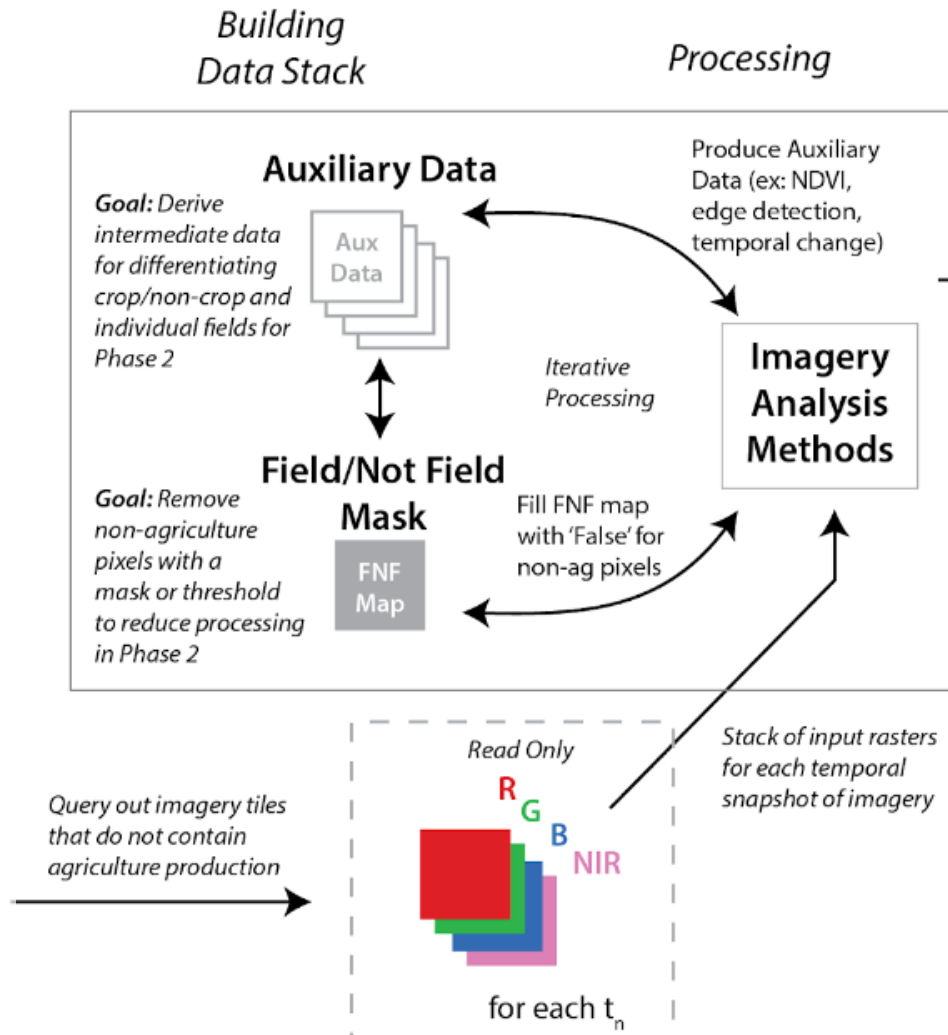 Building
Data Stack
Processing
Auxiliary Data
Goal: Derive
intermediate data
for differentiating
crop/non-crop and
individual fields for
Phase 2
Aux
Data
Produce Auxiliary
Data (ex: NDVI,
edge detection,
temporal change)
Iterative
Processing
Imagery
Analysis
Methods
Field/Not Field
Mask
Goal: Remove
non-agriculture
pixels with a
mask or threshold
to reduce processing
in Phase 2
FNF
Map
Fill FNF map
with 'False' for
non-ag pixels
Query out imagery tiles
that do not contain
agriculture production
Read Only
R
G
B
NIR
for each tn
Stack of input rasters
for each temporal
snapshot of imagery